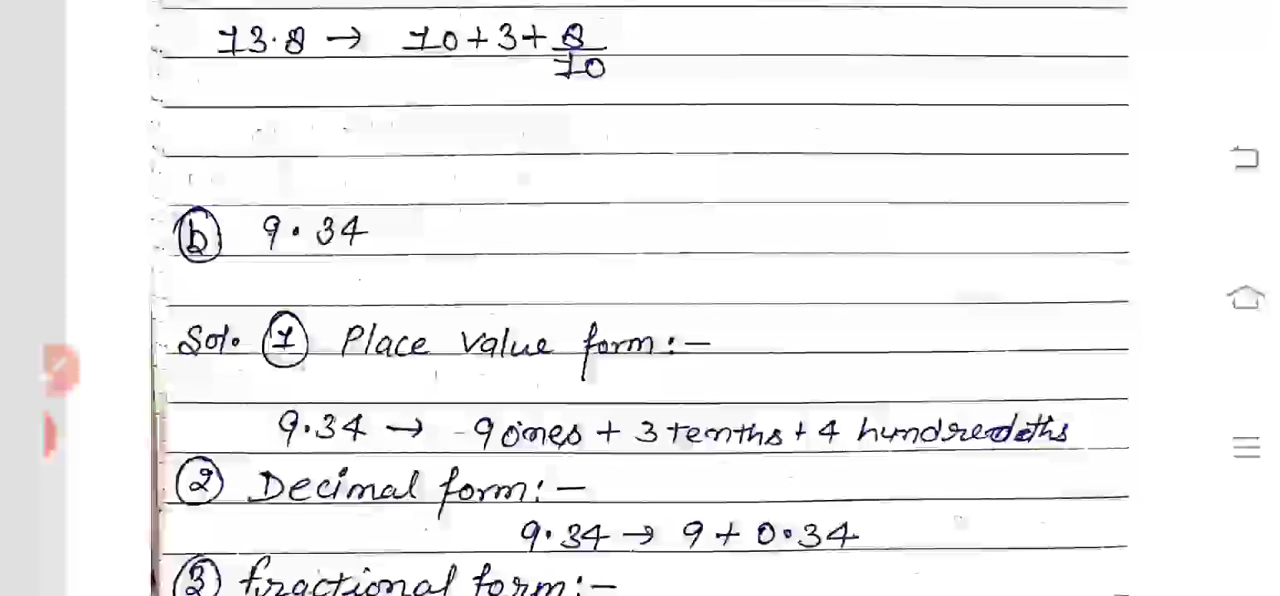 13.8 → 10+3+8/10
(b) 9.34
Sol. (1) Place value form:-
9.34 → 9 ones + 3 tenths + 4 hundredths
(2) Decimal form:-
9.34 → 9 + 0.34
(3) fractional form:-